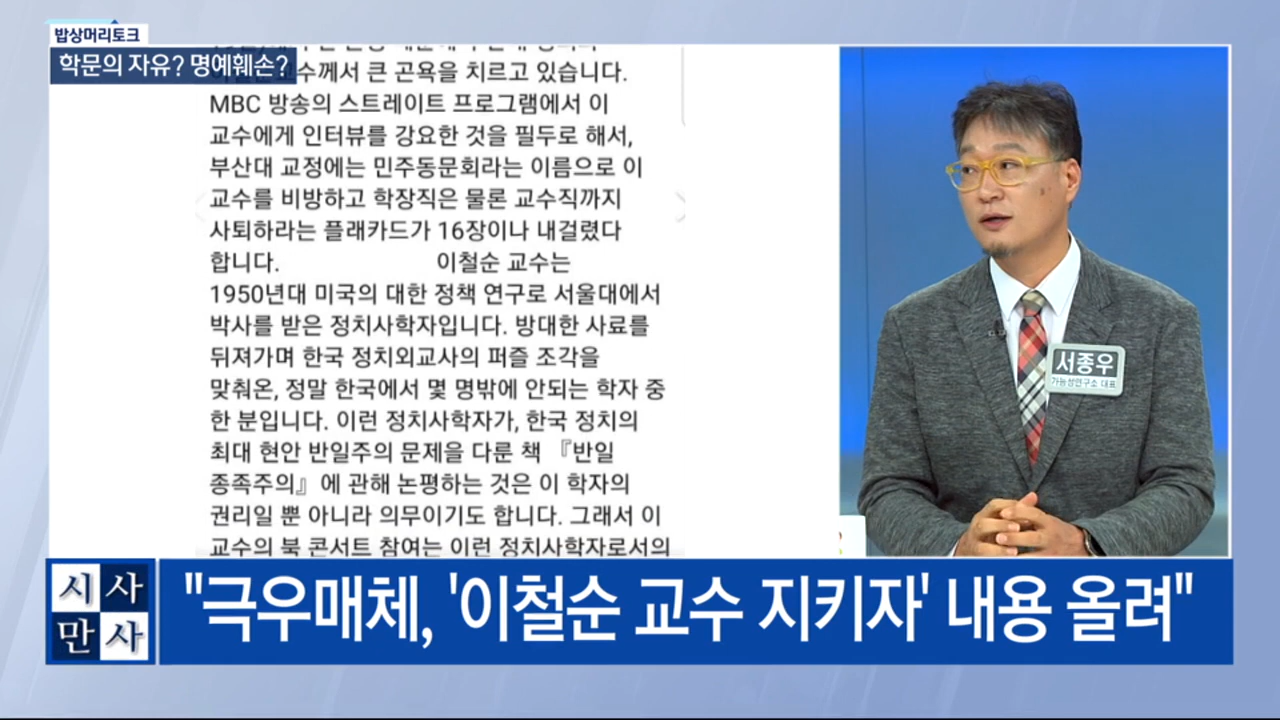 밥상머리토크
학문의 자유? 명예훼손?
교수께서 큰 곤욕을 치르고 있습니다.
MBC 방송의 스트레이트 프로그램에서 이
교수에게 인터뷰를 강요한 것을 필두로 해서,
부산대 교정에는 민주동문회라는 이름으로 이
교수를 비방하고 학장직은 물론 교수직까지
사퇴하라는 플래카드가 16장이나 내걸렸다
합니다. 이철순 교수는
1950년대 미국의 대한 정책 연구로 서울대에서
박사를 받은 정치사학자입니다. 방대한 사료를
뒤져가며 한국 정치외교사의 퍼즐 조각을
맞춰온, 정말 한국에서 몇 명밖에 안되는 학자 중
한 분입니다. 이런 정치사학자가, 한국 정치의
최대 현안 반일주의 문제을 다룬 책 『반일
종족주의』에 관해 논평하는 것은 이 학자의
권리일 뿐 아니라 의무이기도 합니다. 그래서 이
교수의 북 콘서트 참여는 이런 정치사학자로서의
서종우
가능성연구소 대표
시사
만사
"극우매체, '이철순 교수 지키자' 내용 올려"